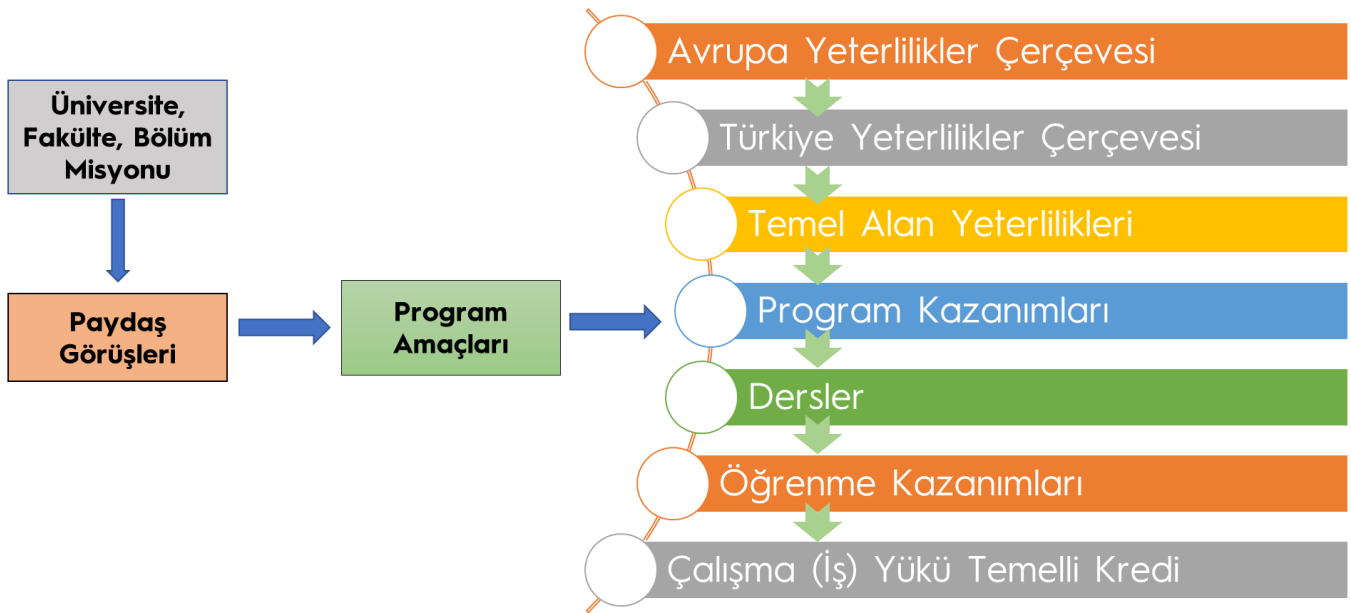 Üniversite,
Fakülte, Bölüm
Misyonu
Paydaş
Görüşleri
Program
Amaçları
Avrupa Yeterlilikler Çerçevesi
Türkiye Yeterlilikler Çerçevesi
Temel Alan Yeterlilikleri
Program Kazanımları
Dersler
Öğrenme Kazanımları
Çalışma (İş) Yükü Temelli Kredi